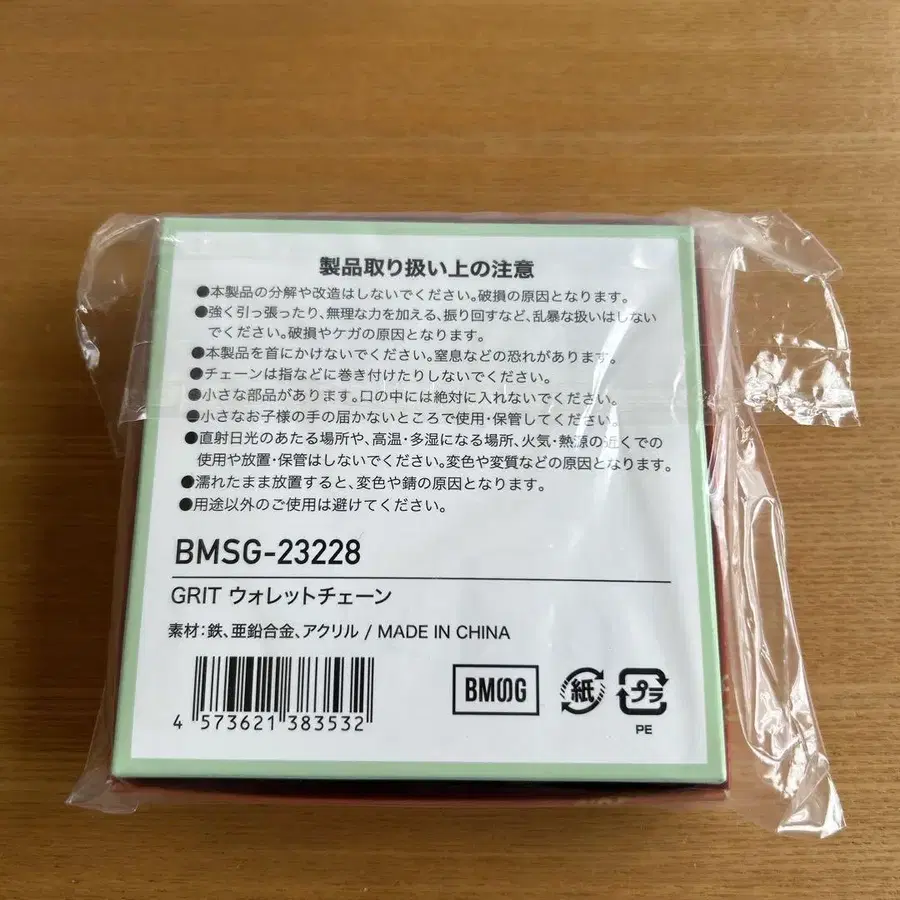 製品取り扱い上の注意
●本製品の分解や改造はしないでください。破損の原因となります。
●強く引っ張ったり、無理な力を加える、振り回すなど、乱暴な扱いはしない
でください。破損やケガの原因となります。
●本製品を首にかけないでください。窒息などの恐れがあります。
●チェーンは指などに巻き付けたりしないでください。
●小さな部品があります。口の中には絶対に入れないでください。
●小さなお子様の手の届かないところで使用・保管してください。
●直射日光のあたる場所や、高温・多湿になる場所、火気・熱源の近くでの
使用や放置・保管はしないでください。変色や変質などの原因となります。
●濡れたまま放置すると、変色や錆の原因となります。
●用途以外のご使用は避けてください。
BMSG-23228
GRIT ウォレットチェーン
素材:鉄、亜鉛合金、アクリル / MADE IN CHINA
4 573621 383532
BMSG
紙
プラ
PE